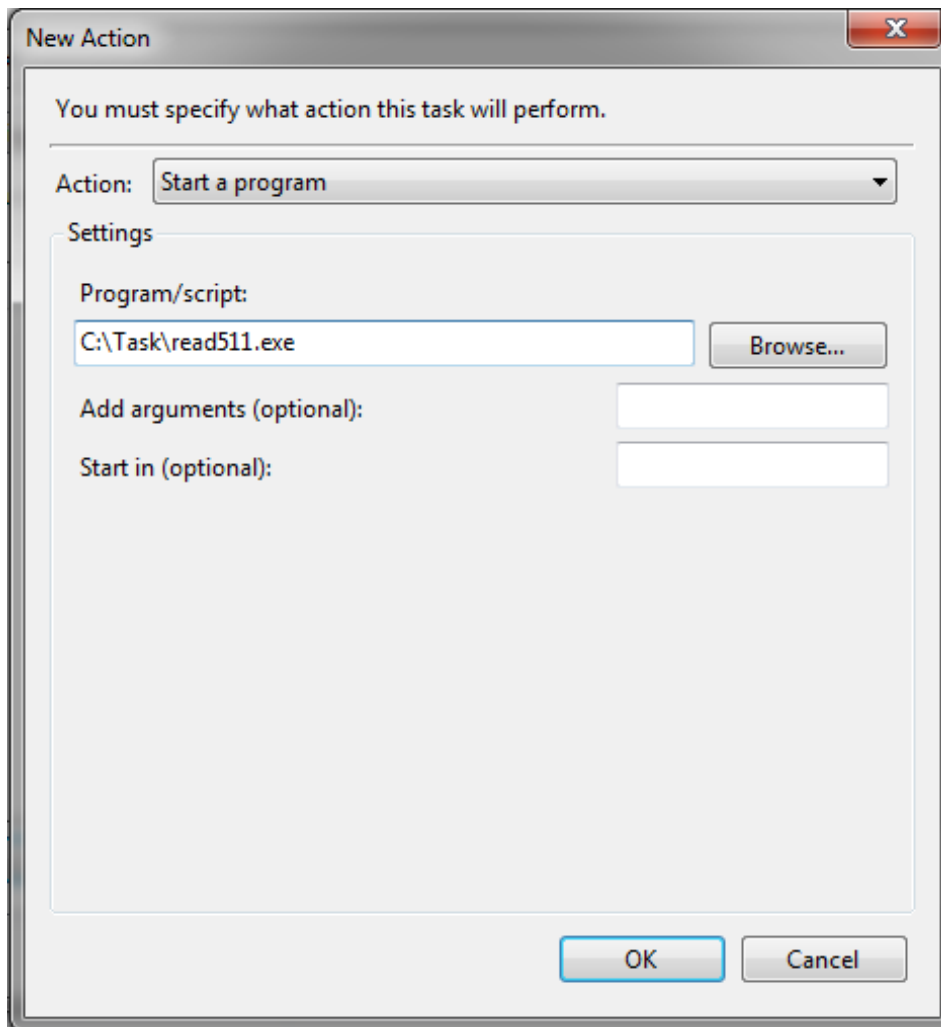 New Action
You must specify what action this task will perform.
Action: Start a program
Settings
Program/script:
C:\Task\read511.exe Browse...
Add arguments (optional):
Start in (optional):
OK Cancel